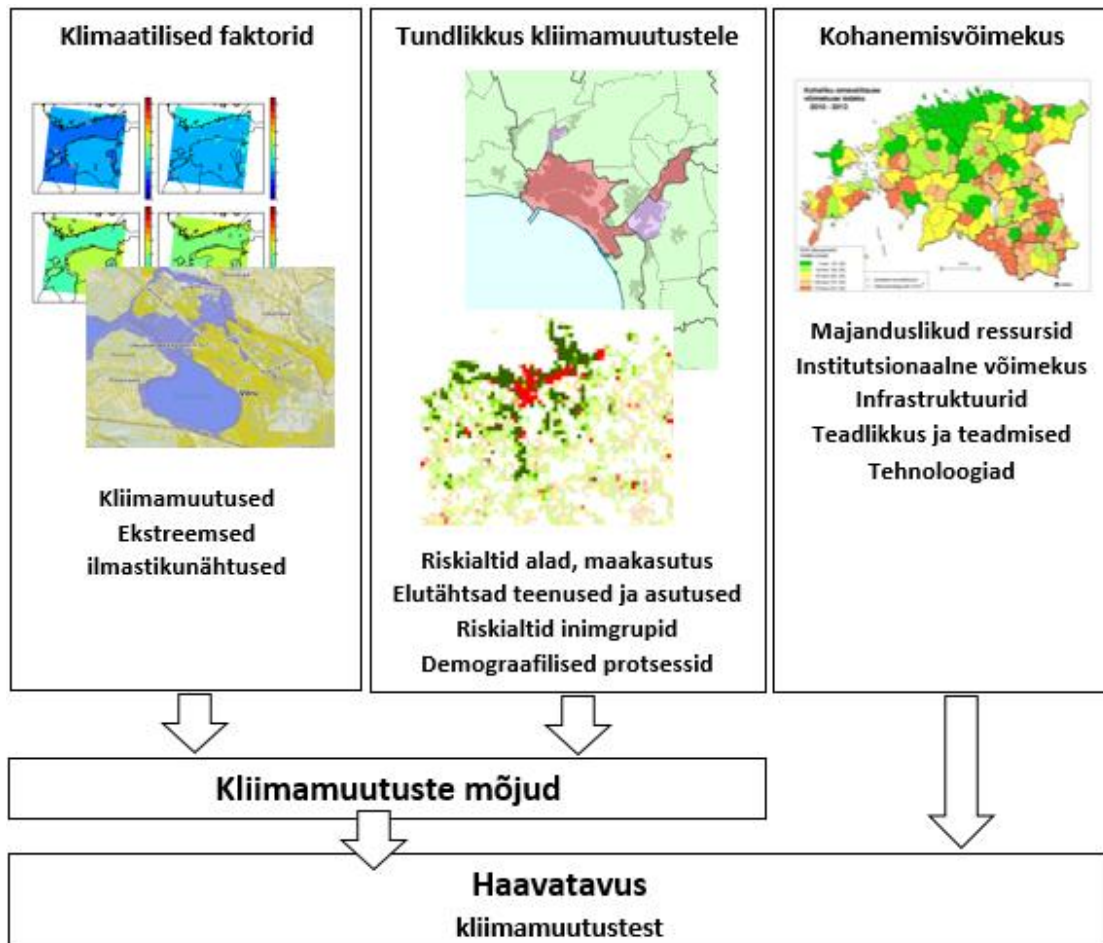 Klimaatilised faktorid
Kliimamuutused
Ekstreemsed
ilmastikunähtused
Tundlikkus kliimamuutustele
Riskialtid alad, maakasutus
Elutähtsad teenused ja asutused
Riskialtid inimgrupid
Demograafilised protsessid
Kohanemisvõimekus
Majanduslikud ressursid
Institutsionaalne võimekus
Infrastruktuurid
Teadlikkus ja teadmised
Tehnoloogiad
Kliimamuutuste mõjud
Haavatavus
kliimamuutustest